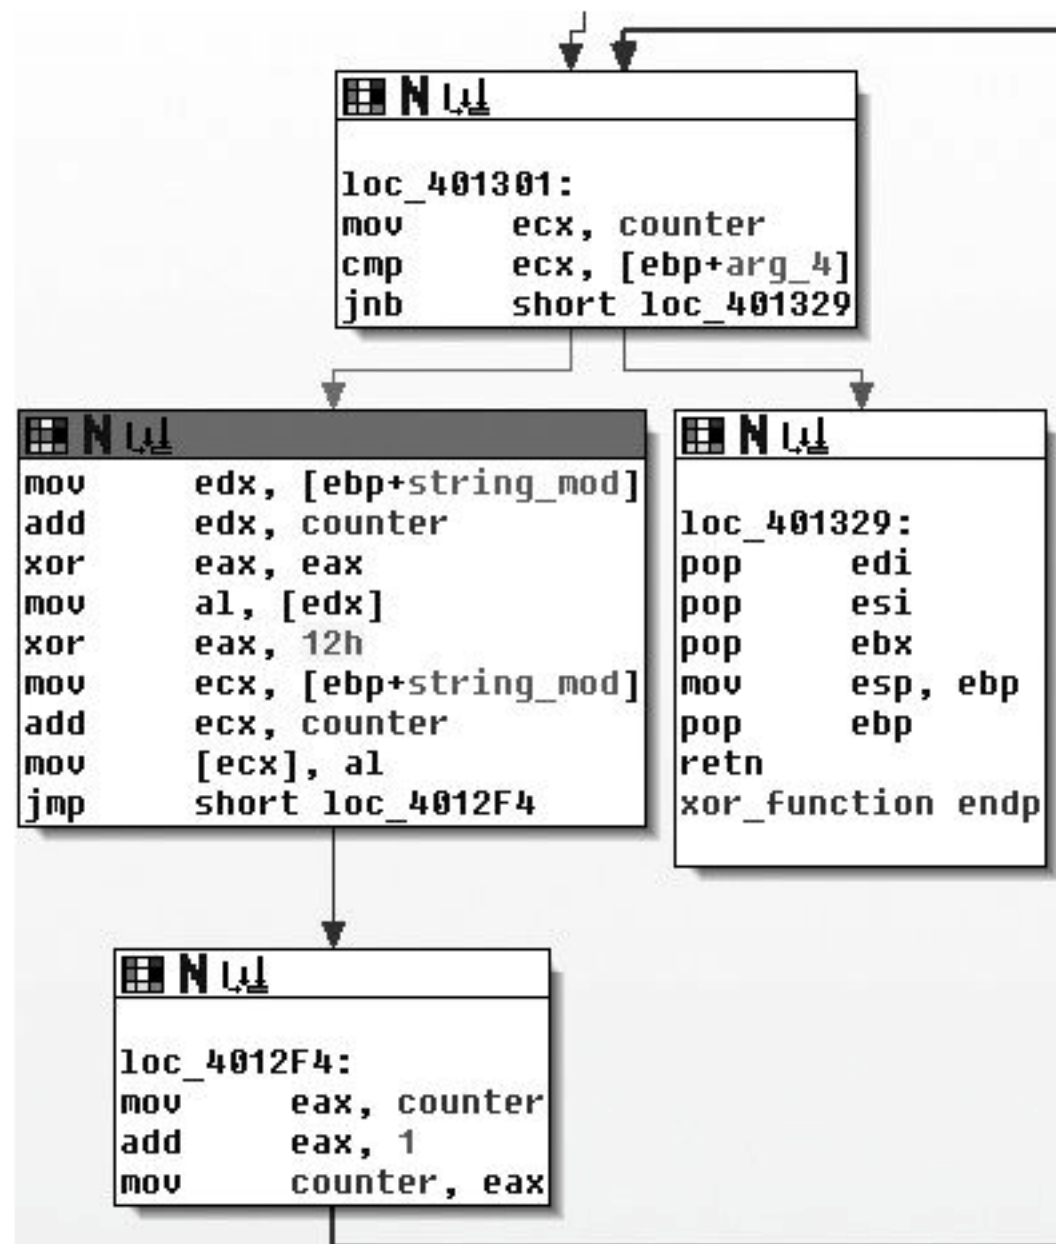 N
loc_401301:
mov ecx, counter
cmp ecx, [ebp+arg_4]
jnb short loc_401329
N
mov edx, [ebp+string_mod]
add edx, counter
xor eax, eax
mov al, [edx]
xor eax, 12h
mov ecx, [ebp+string_mod]
add ecx, counter
mov [ecx], al
jmp short loc_4012F4
N
loc_401329:
pop edi
pop esi
pop ebx
mov esp, ebp
pop ebp
retn
xor_function endp
N
loc_4012F4:
mov eax, counter
add eax, 1
mov counter, eax